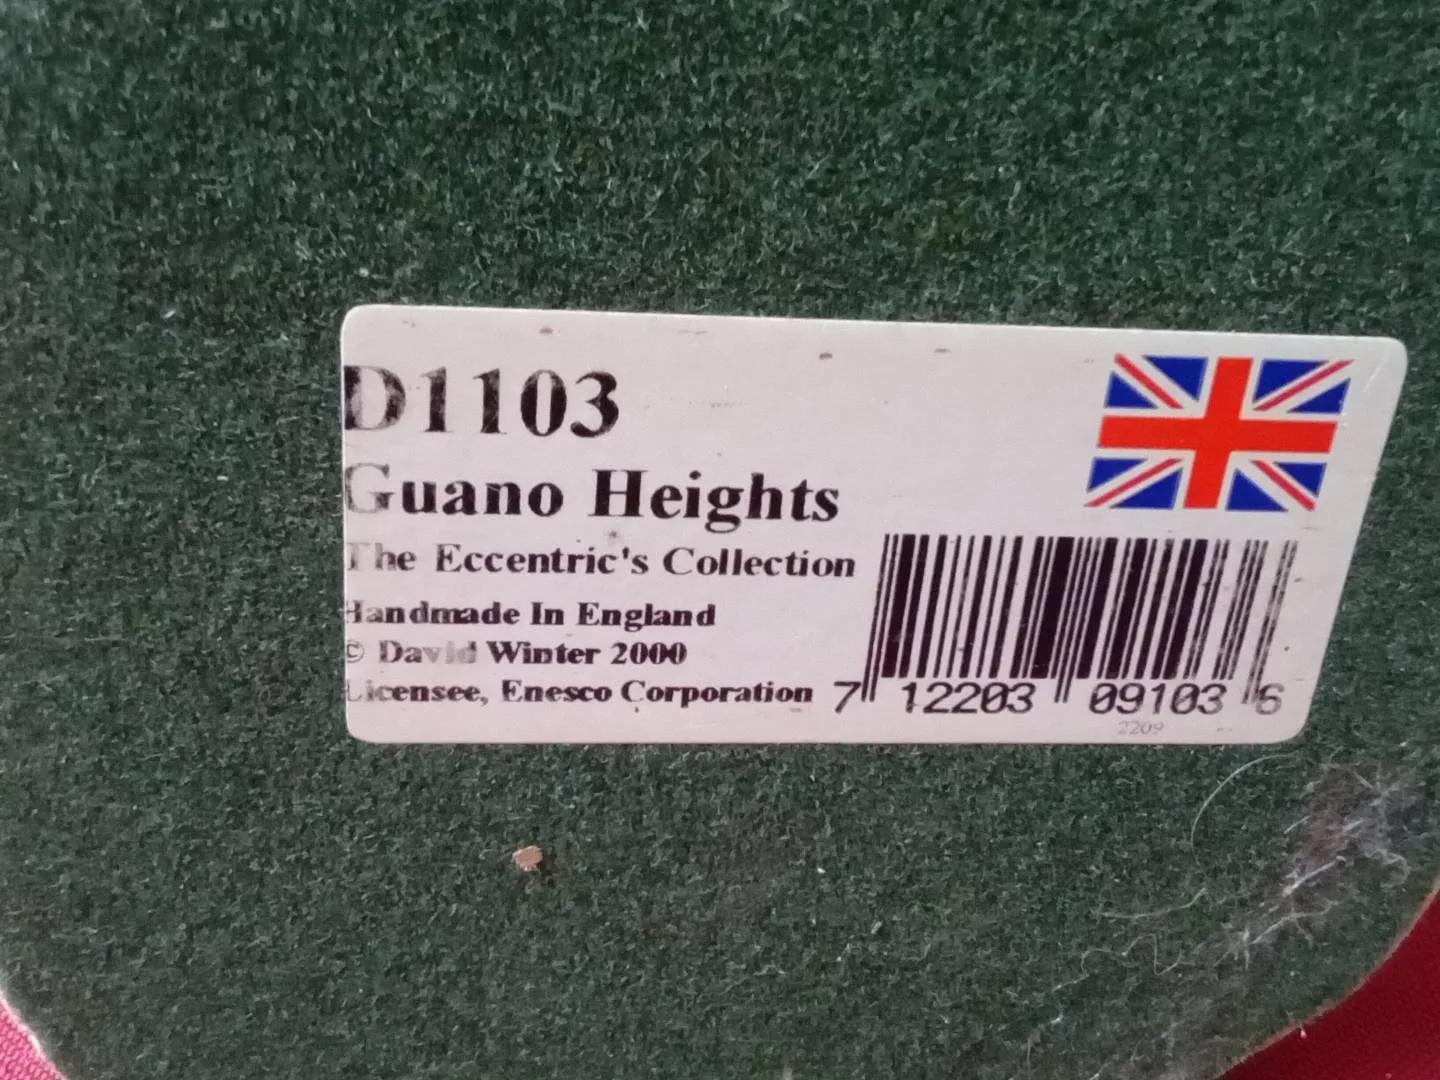 D1103
Guano Heights
The Eccentric's Collection
Handmade In England
© David Winter 2000
Licensee, Enesco Corporation
7 12203 09103 6
2209